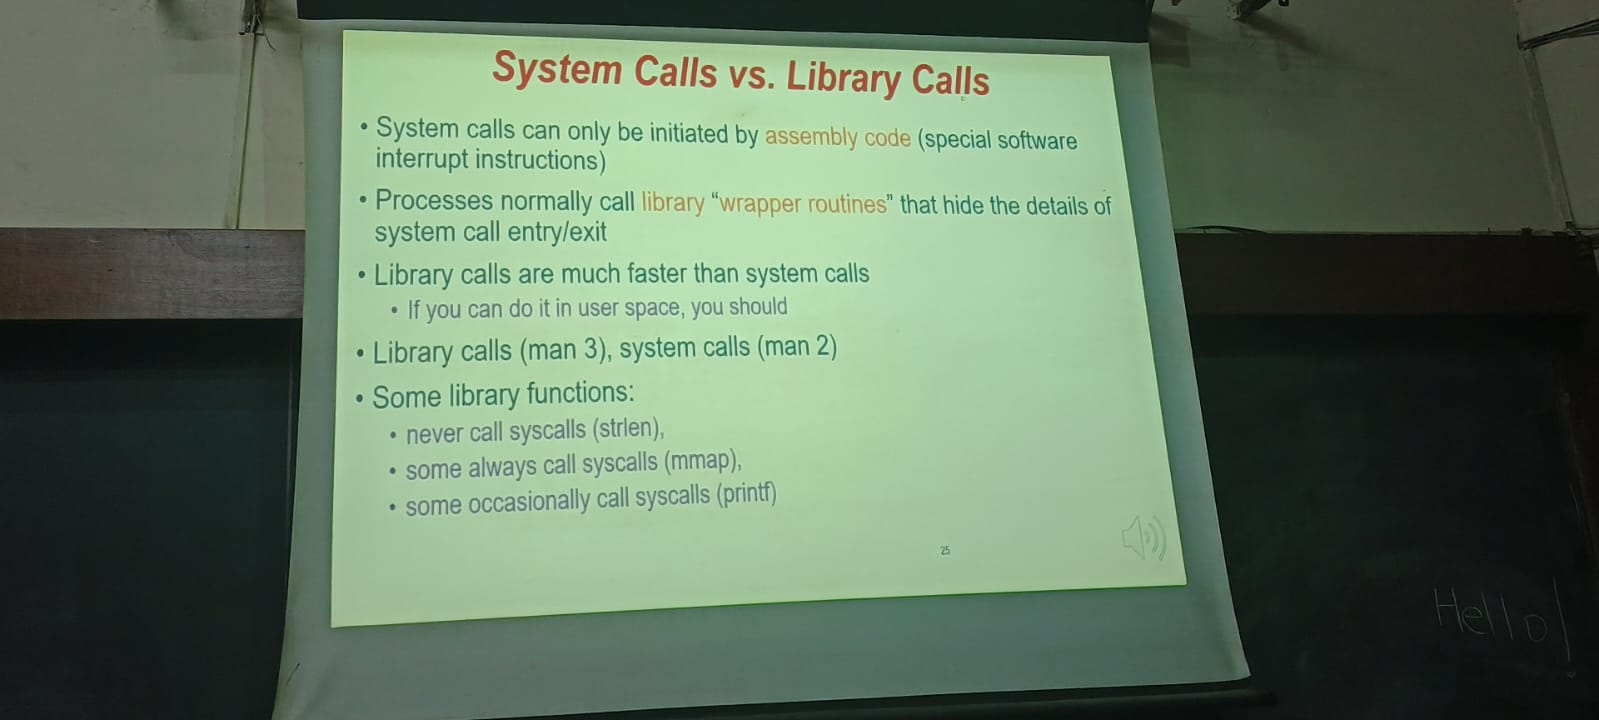 System Calls vs. Library Calls
• System calls can only be initiated by assembly code (special software
interrupt instructions)
• Processes normally call library “wrapper routines” that hide the details of
system call entry/exit
• Library calls are much faster than system calls
• If you can do it in user space, you should
• Library calls (man 3), system calls (man 2)
• Some library functions:
• never call syscalls (strlen),
• some always call syscalls (mmap),
• some occasionally call syscalls (printf)
25
Hello!